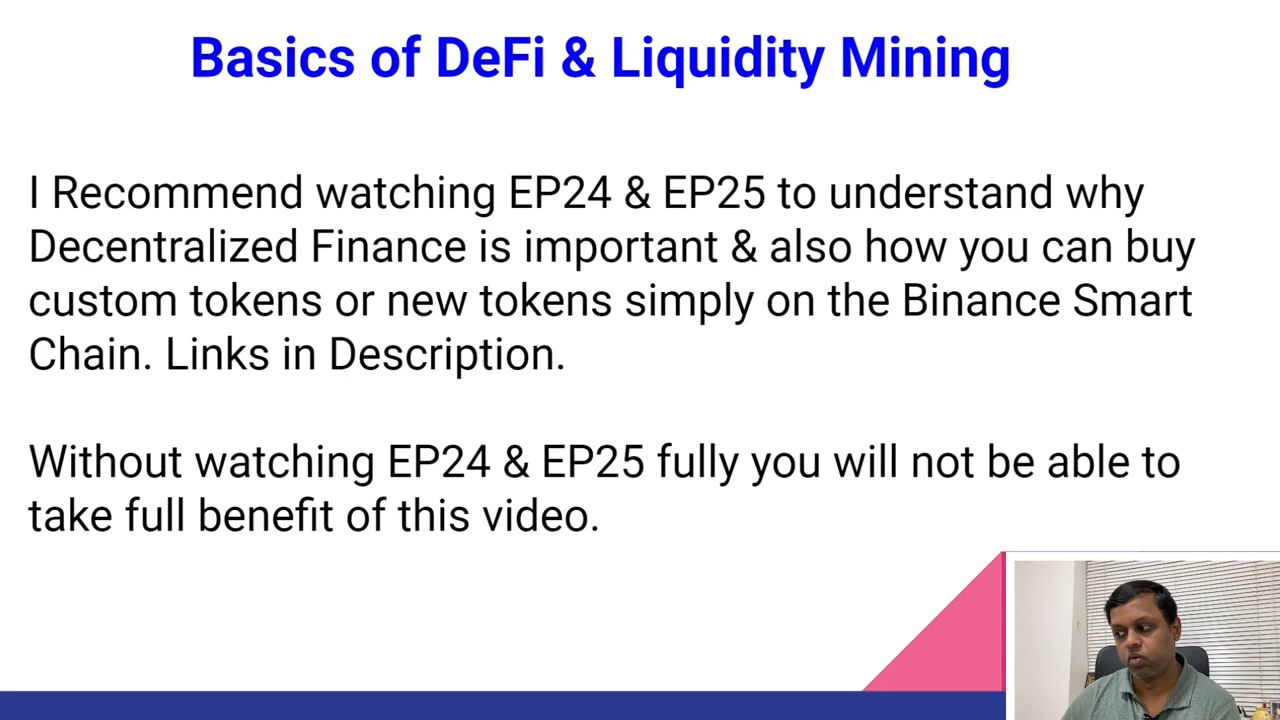 Basics of DeFi & Liquidity Mining
I Recommend watching EP24 & EP25 to understand why
Decentralized Finance is important & also how you can buy
custom tokens or new tokens simply on the Binance Smart
Chain. Links in Description.
Without watching EP24 & EP25 fully you will not be able to
take full benefit of this video.